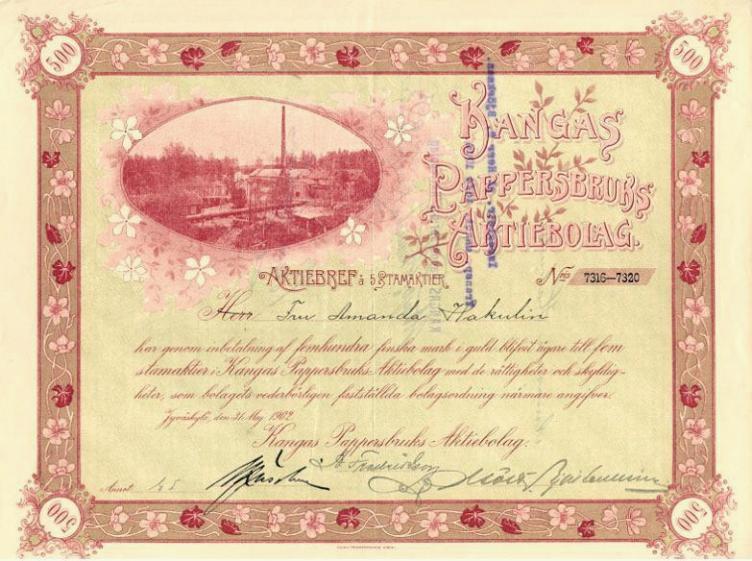 500
500
KANGAS
PAPPERSBRUKS
AKTIEBOLAG.
AKTIEBREF à 5 STAMAKTIER
Nris 7316—7320
Herr Fru Amanda Hakulin
har genom inbetalning af femhundra finska mark i guld blifvit ägare till fem
stamaktier i Kangas Pappersbruks Aktiebolag med de rättigheter och skyldig-
heter, som bolagets vederbörligen fastställda bolagsordning närmare angifver.
Jyväskylä, den 31 Maj 1902
Kangas Pappersbruks Aktiebolag:
500
500